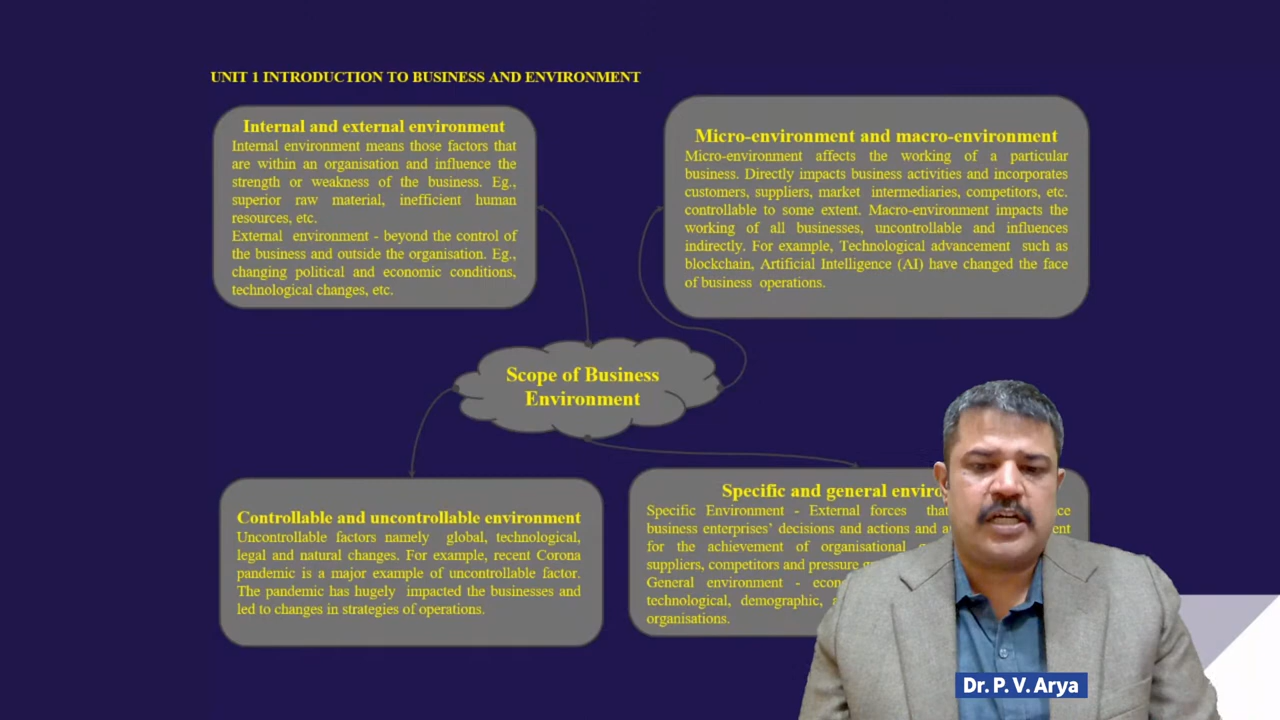 UNIT 1 INTRODUCTION TO BUSINESS AND ENVIRONMENT
Internal and external environment
Internal environment means those factors that
are within an organisation and influence the
strength or weakness of the business. Eg.,
superior raw material, inefficient human
resources, etc.
External environment - beyond the control of
the business and outside the organisation. Eg.,
changing political and economic conditions,
technological changes, etc.
Micro-environment and macro-environment
Micro-environment affects the working of a particular
business. Directly impacts business activities and incorporates
customers, suppliers, market intermediaries, competitors, etc.
controllable to some extent. Macro-environment impacts the
working of all businesses, uncontrollable and influences
indirectly. For example, Technological advancement such as
blockchain, Artificial Intelligence (AI) have changed the face
of business operations.
Scope of Business
Environment
Controllable and uncontrollable environment
Uncontrollable factors namely global, technological,
legal and natural changes. For example, recent Corona
pandemic is a major example of uncontrollable factor.
The pandemic has hugely impacted the businesses and
led to changes in strategies of operations.
Specific and general
Specific Environment - External forces
business enterprises' decisions and actions and
for the achievement of organisational
suppliers, competitors and pressure
General environment -
technological, demographic,
organisations.
Dr. P. V. Arya